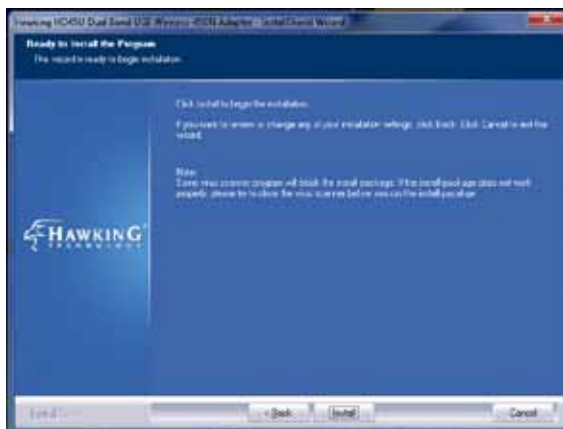 Hawking HD45U Dual Band USB Wireless-450N Adapter - InstallShield Wizard
Ready to Install the Program
The wizard is ready to begin installation.
Click Install to begin the installation.
If you want to review or change any of your installation settings, click Back. Click Cancel to exit the
wizard.
Note:
Some virus scanner program will block the install package. If the install package does not work
properly, please try to close the virus scanner before you run the install package.
HAWKING
TECHNOLOGY
< Back
Install
Cancel